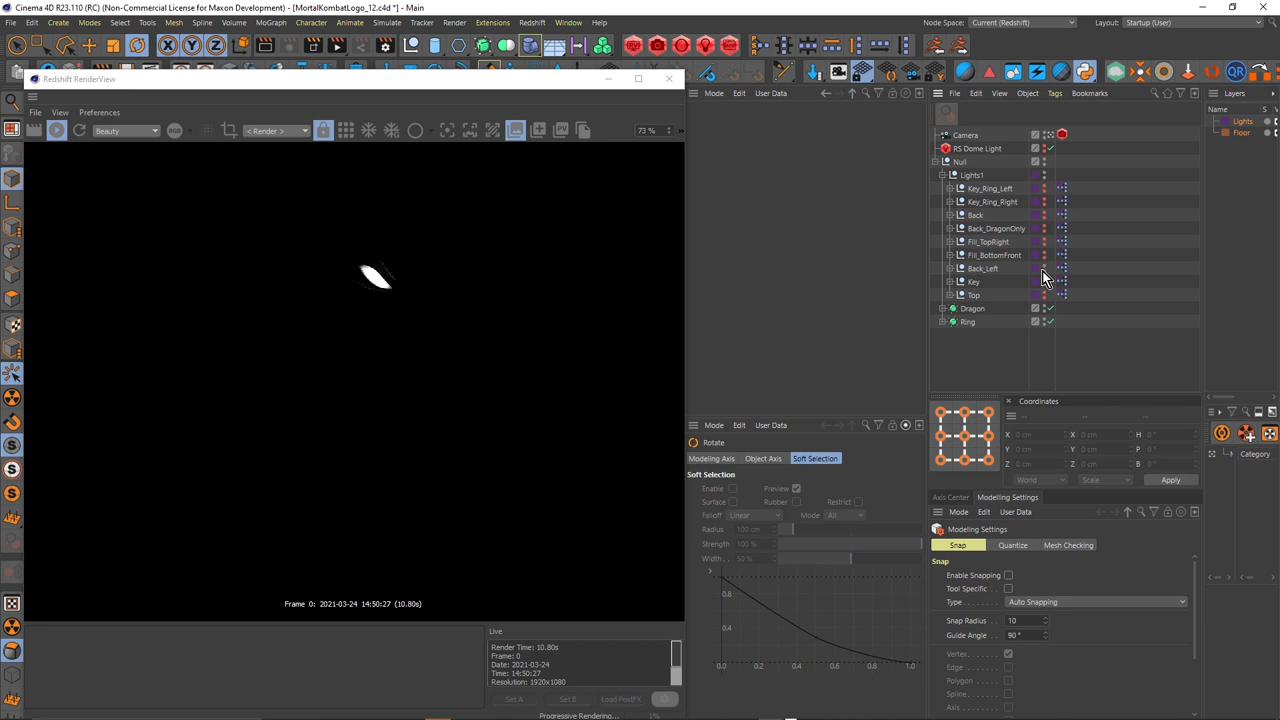 Cinema 4D R23.110 (RC) (Non-Commercial License for Maxon Development) - [MortalKombatLogo_12.c4d *] - Main
File Edit Create Modes Select Tools Mesh Spline Volume MoGraph Character Animate Simulate Tracker Render Extensions Redshift Window Help
Node Space: Current (Redshift) Layout: Startup (User)
PSR
QR
Redshift RenderView
File View Preferences
Beauty RGB < Render > 73 %
Frame 0: 2021-03-24 14:50:27 (10.80s)
Live
Render Time: 10.80s
Frame: 0
Date: 2021-03-24
Time: 14:50:27
Resolution: 1920x1080
Set A Set B Load PostFX
Progressive Rendering... 1%
Mode Edit User Data
Mode Edit User Data
Rotate
Modeling Axis Object Axis Soft Selection
Soft Selection
Enable Preview
Surface Rubber Restrict
Falloff Linear Mode All
Radius 100 cm
Strength 100 %
Width 50 %
0.8
0.4
0.0 0.2 0.4 0.6 0.8 1.0
File Edit View Object Tags Bookmarks
Camera
RS Dome Light
Null
Lights1
Key_Ring_Left
Key_Ring_Right
Back
Back_DragonOnly
Fill_TopRight
Fill_BottomFront
Back_Left
Key
Top
Dragon
Ring
Layers
Name S
Lights
Floor
Category
Coordinates
X 0 cm X 0 cm H 0 °
Y 0 cm Y 0 cm P 0 °
Z 0 cm Z 0 cm B 0 °
World Scale Apply
Axis Center Modeling Settings
Mode Edit User Data
Modeling Settings
Snap Quantize Mesh Checking
Snap
Enable Snapping
Tool Specific
Type Auto Snapping
Snap Radius 10
Guide Angle 90 °
Vertex
Edge
Polygon
Spline
Axis